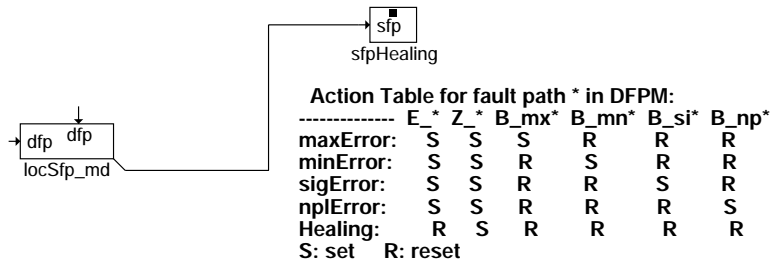 sfp
sfpHealing
dfp dfp
locSfp_md
Action Table for fault path * in DFPM:
-------------- E_* Z_* B_mx* B_mn* B_si* B_np*
maxError: S S S R R R
minError: S S R S R R
sigError: S S R R S R
nplError: S S R R R S
Healing: R S R R R R
S: set R: reset